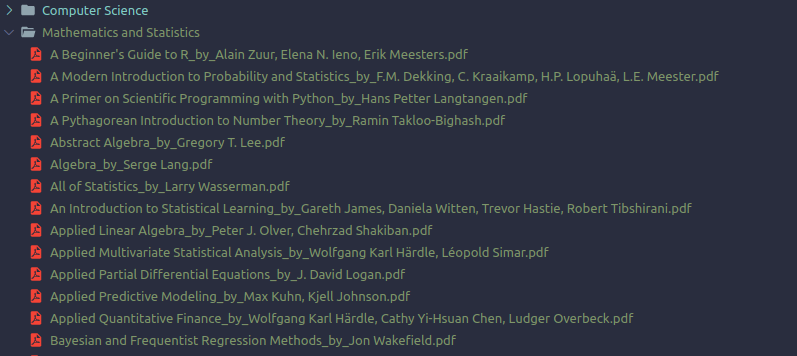 Computer Science
Mathematics and Statistics
A Beginner's Guide to R_by_Alain Zuur, Elena N. Ieno, Erik Meesters.pdf
A Modern Introduction to Probability and Statistics_by_F.M. Dekking, C. Kraaikamp, H.P. Lopuhaä, L.E. Meester.pdf
A Primer on Scientific Programming with Python_by_Hans Petter Langtangen.pdf
A Pythagorean Introduction to Number Theory_by_Ramin Takloo-Bighash.pdf
Abstract Algebra_by_Gregory T. Lee.pdf
Algebra_by_Serge Lang.pdf
All of Statistics_by_Larry Wasserman.pdf
An Introduction to Statistical Learning_by_Gareth James, Daniela Witten, Trevor Hastie, Robert Tibshirani.pdf
Applied Linear Algebra_by_Peter J. Olver, Chehrzad Shakiban.pdf
Applied Multivariate Statistical Analysis_by_Wolfgang Karl Härdle, Léopold Simar.pdf
Applied Partial Differential Equations_by_J. David Logan.pdf
Applied Predictive Modeling_by_Max Kuhn, Kjell Johnson.pdf
Applied Quantitative Finance_by_Wolfgang Karl Härdle, Cathy Yi-Hsuan Chen, Ludger Overbeck.pdf
Bayesian and Frequentist Regression Methods_by_Jon Wakefield.pdf